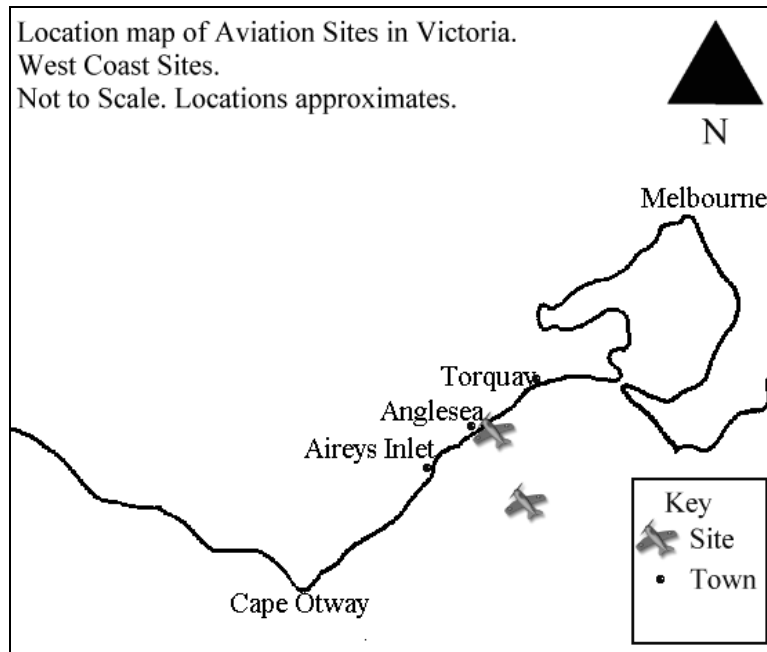 Location map of Aviation Sites in Victoria.
West Coast Sites.
Not to Scale. Locations approximates.
N
Melbourne
Torquay
Anglesea
Aireys Inlet
Cape Otway
Key
Site
Town